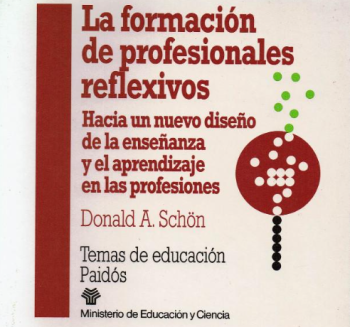 La formación
de profesionales
reflexivos
Hacia un nuevo diseño
de la enseñanza
y el aprendizaje
en las profesiones
Donald A. Schön
Temas de educación
Paidós
Ministerio de Educación y Ciencia